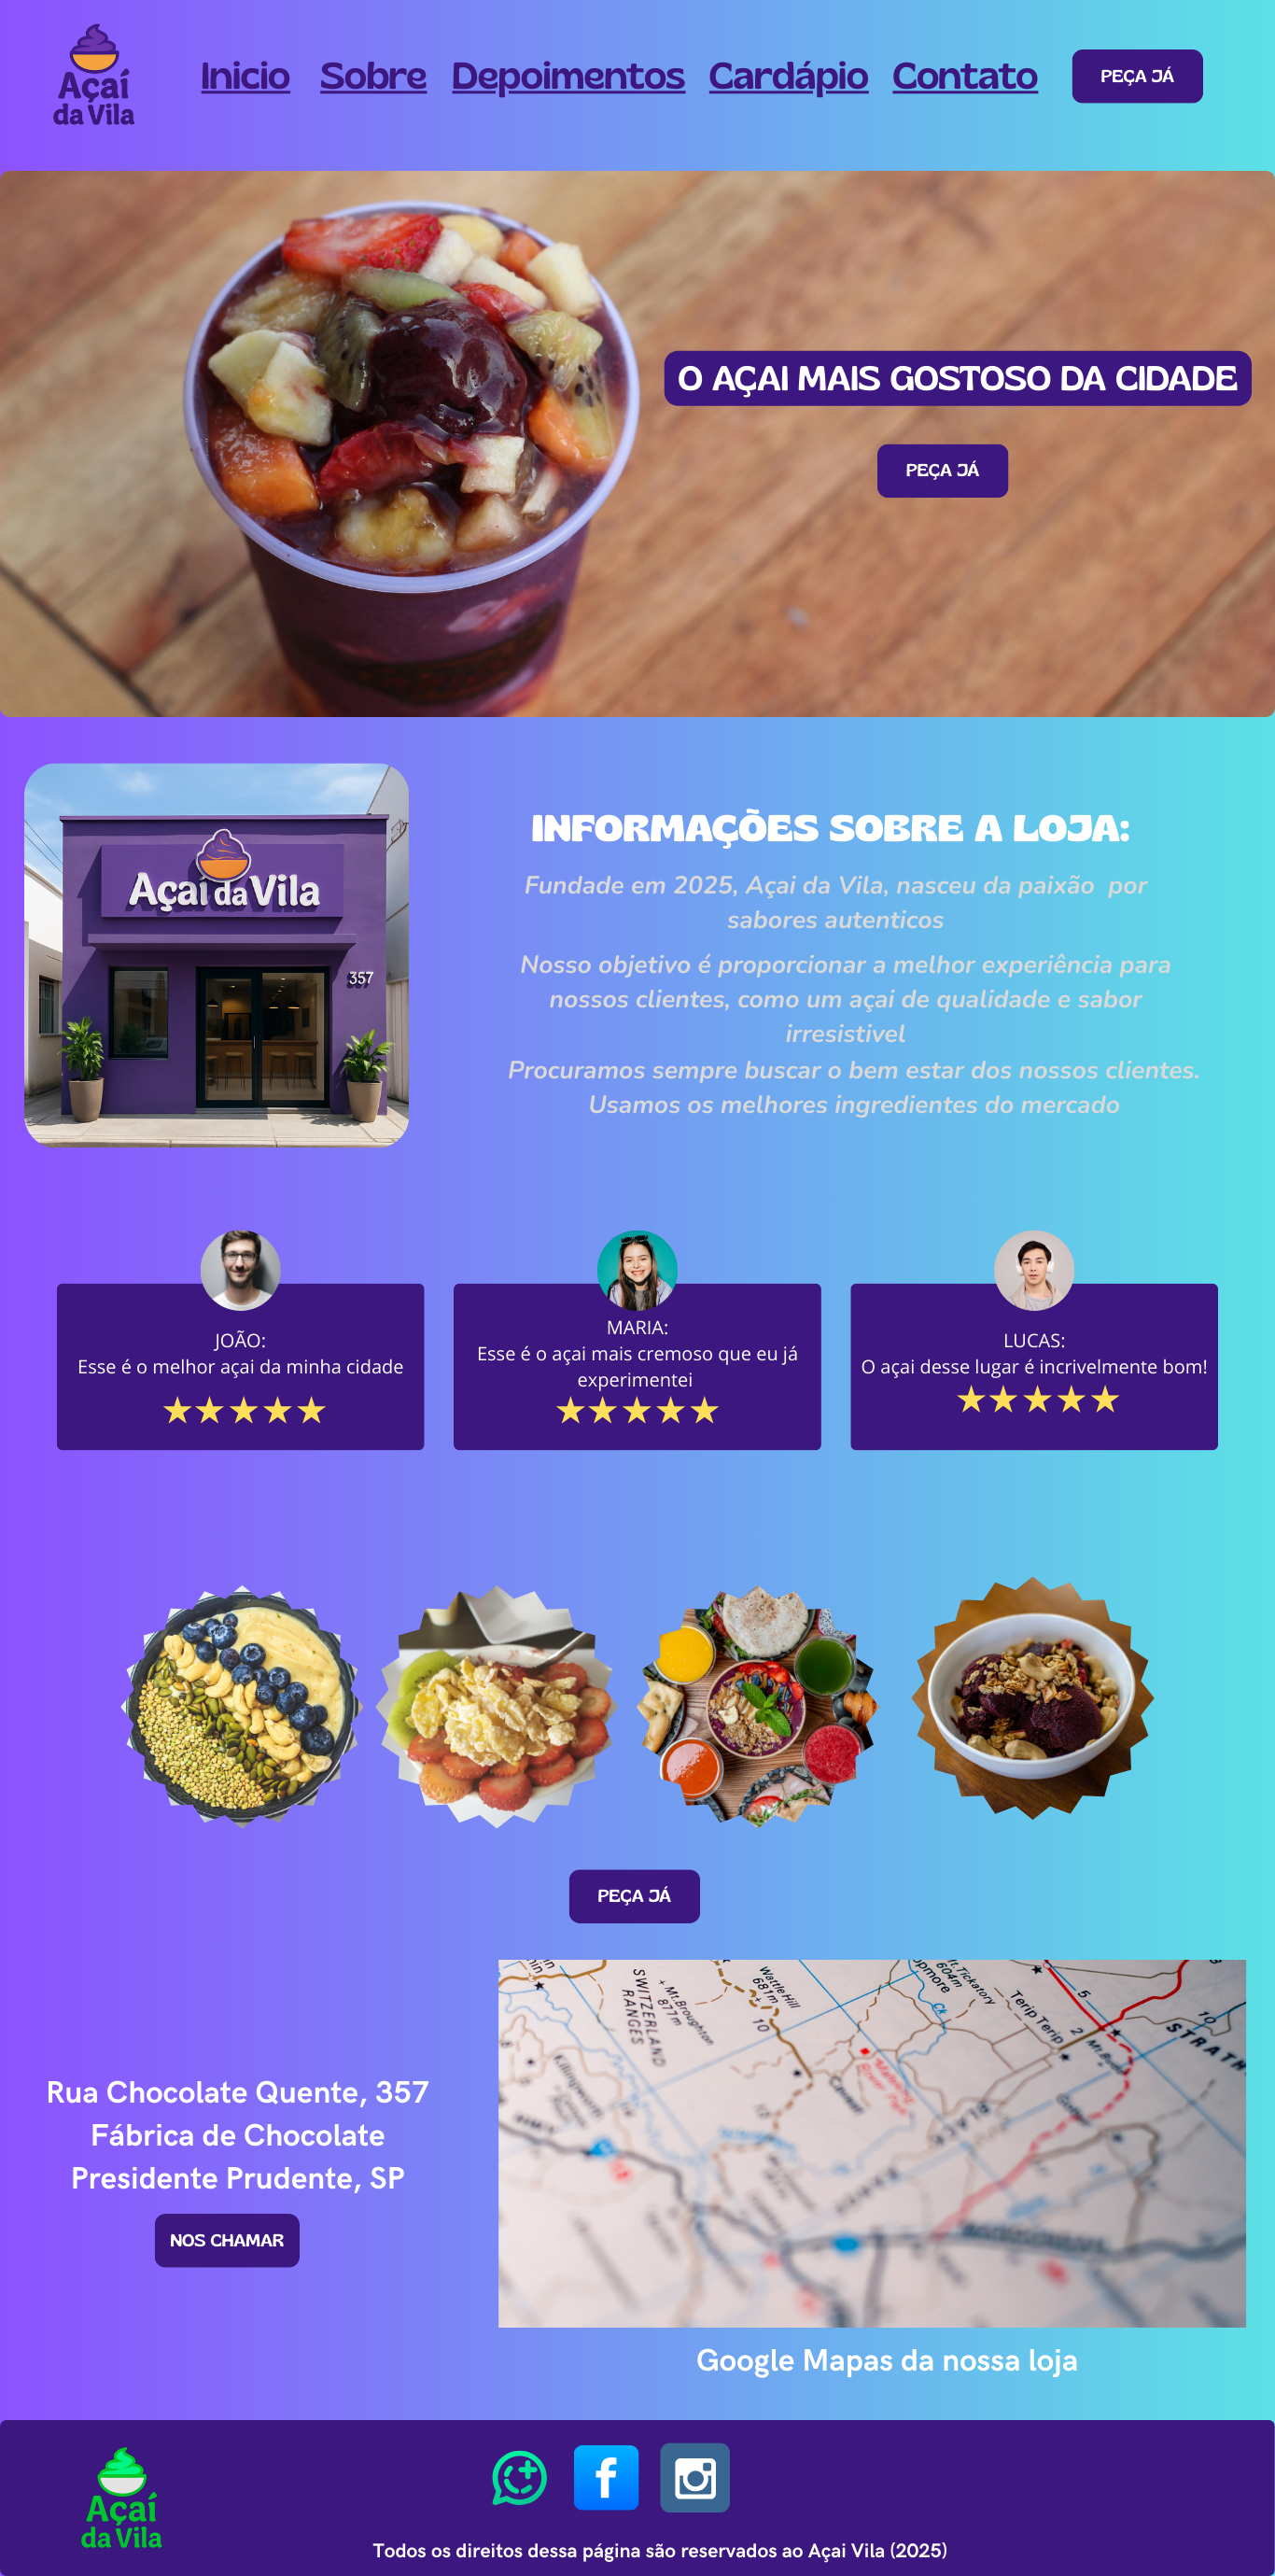 Açaí
da Vila
Inicio Sobre Depoimentos Cardápio Contato PEÇA JÁ
O AÇAI MAIS GOSTOSO DA CIDADE
PEÇA JÁ
Açaí da Vila
357
INFORMAÇÕES SOBRE A LOJA:
Fundade em 2025, Açai da Vila, nasceu da paixão por
sabores autenticos
Nosso objetivo é proporcionar a melhor experiência para
nossos clientes, como um açai de qualidade e sabor
irresistivel
Procuramos sempre buscar o bem estar dos nossos clientes.
Usamos os melhores ingredientes do mercado
JOÃO:
Esse é o melhor açai da minha cidade
MARIA:
Esse é o açai mais cremoso que eu já
experimentei
LUCAS:
O açai desse lugar é incrivelmente bom!
PEÇA JÁ
SWITZERLAND
RANGES
Mt.Broughton
877m
Wattle Hill
681m
10
604m
Terip Terip
5
2
10
Rua Chocolate Quente, 357
Fábrica de Chocolate
Presidente Prudente, SP
NOS CHAMAR
Google Mapas da nossa loja
Açaí
da Vila
Todos os direitos dessa página são reservados ao Açai Vila (2025)